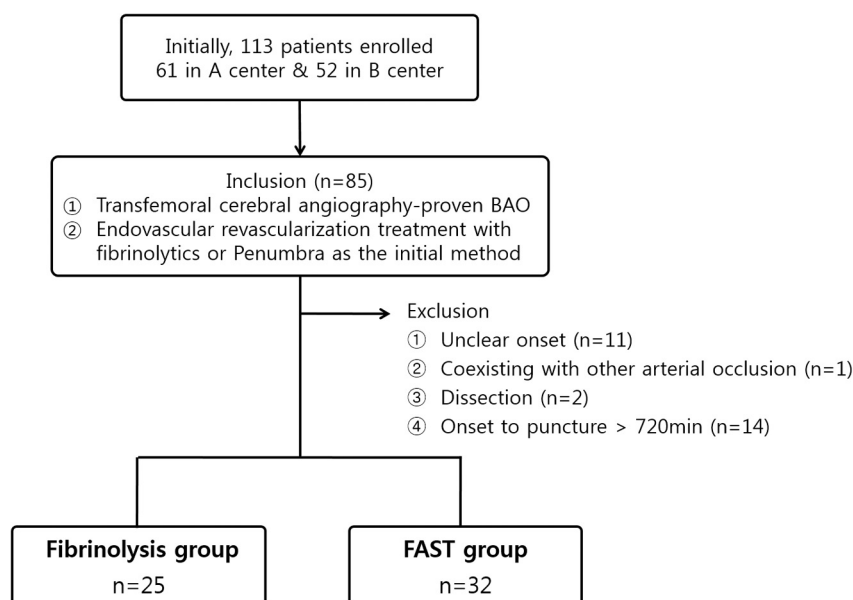 Initially, 113 patients enrolled
61 in A center & 52 in B center
Inclusion (n=85)
① Transfemoral cerebral angiography-proven BAO
② Endovascular revascularization treatment with
fibrinolytics or Penumbra as the initial method
Exclusion
① Unclear onset (n=11)
② Coexisting with other arterial occlusion (n=1)
③ Dissection (n=2)
④ Onset to puncture > 720min (n=14)
Fibrinolysis group
n=25
FAST group
n=32